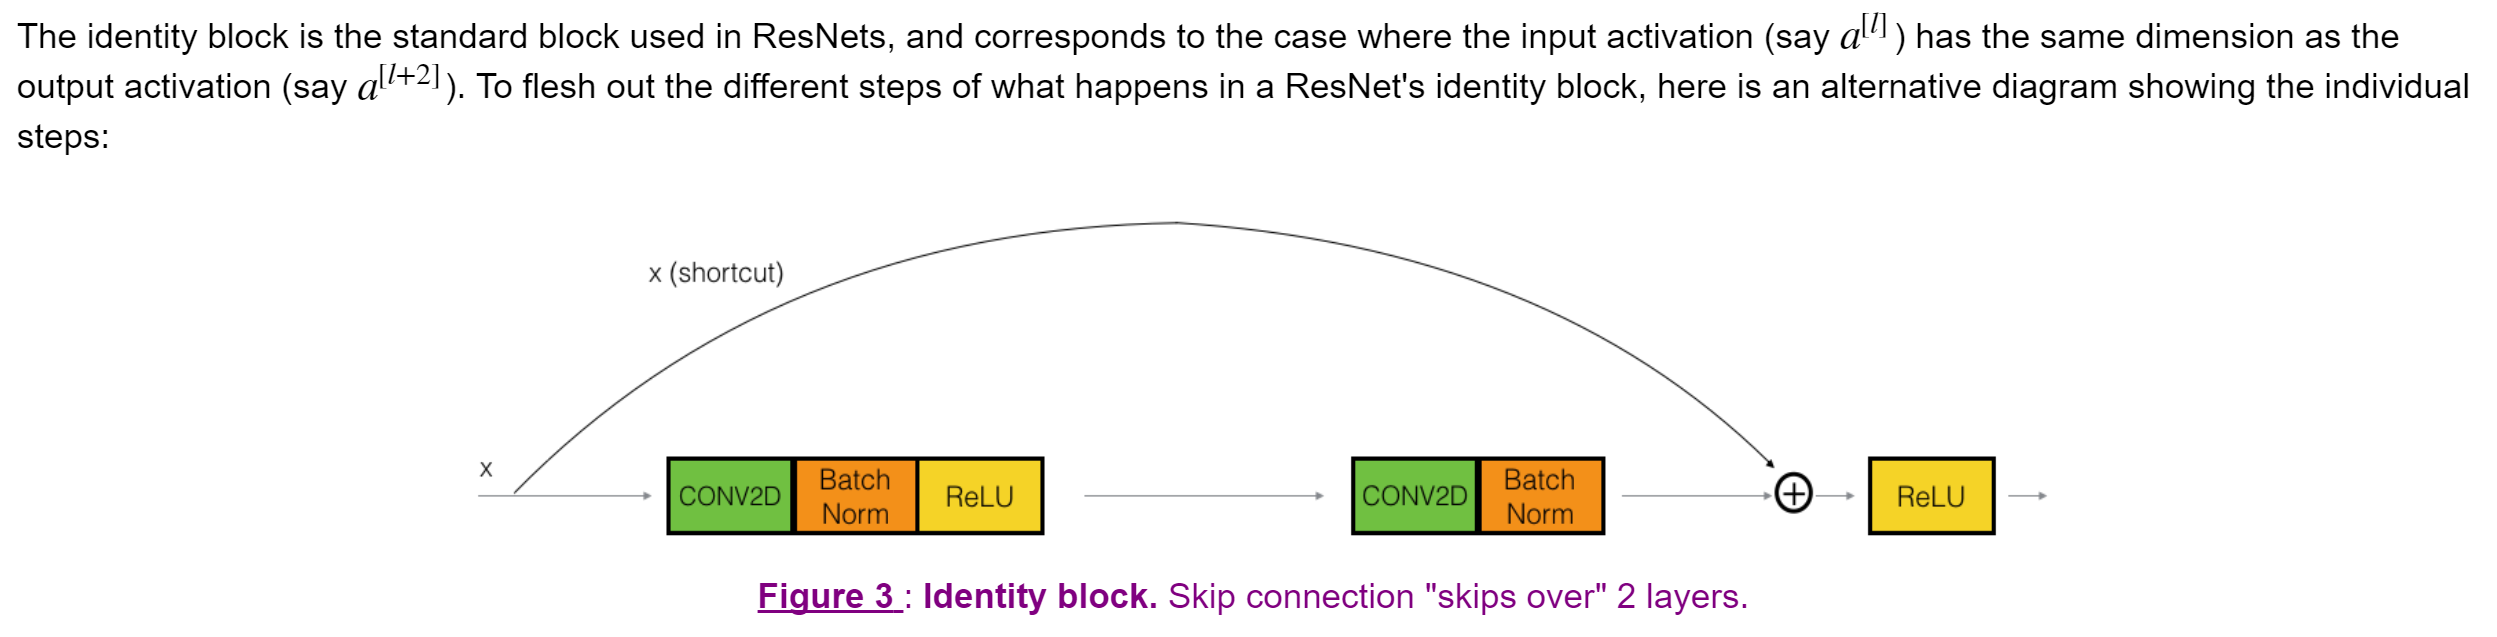 The identity block is the standard block used in ResNets, and corresponds to the case where the input activation (say a^[l]) has the same dimension as the
output activation (say a^[l+2]). To flesh out the different steps of what happens in a ResNet's identity block, here is an alternative diagram showing the individual
steps:
x (shortcut)
x
CONV2D
Batch
Norm
ReLU
CONV2D
Batch
Norm
+
ReLU
Figure 3 : Identity block. Skip connection "skips over" 2 layers.